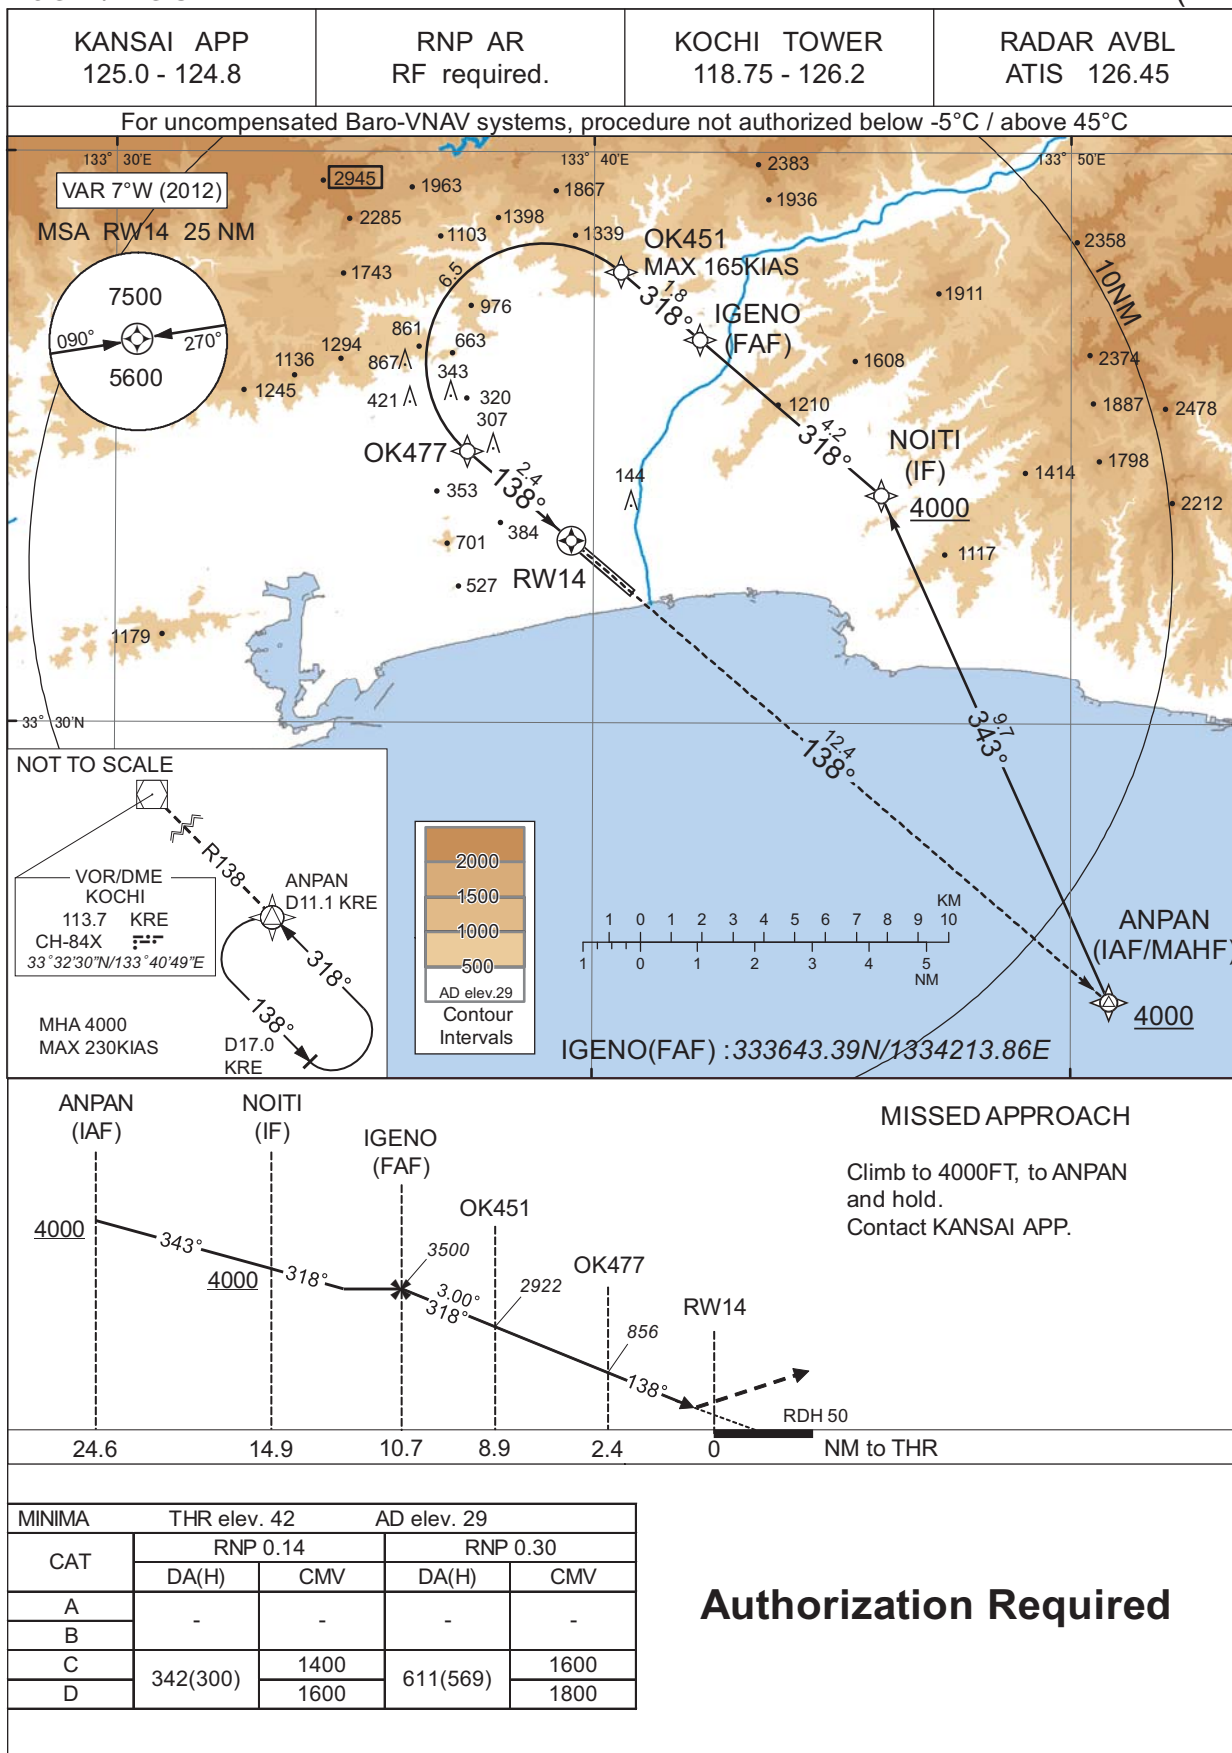 KANSAI APP
125.0 - 124.8
RNP AR
RF required.
KOCHI TOWER
118.75 - 126.2
RADAR AVBL
ATIS 126.45
For uncompensated Baro-VNAV systems, procedure not authorized below -5°C / above 45°C
133° 30'E
133° 40'E
133° 50'E
VAR 7°W (2012)
MSA RW14 25 NM
7500
090°
270°
5600
2945
1963
1867
2383
1936
2285
1398
1103
1339
2358
1743
OK451
MAX 165KIAS
10NM
6.5
1.8
318°
976
IGENO
(FAF)
1911
861
663
1294
867
343
1136
1245
421
320
307
1608
2374
1210
1887
2478
4.2
318°
NOITI
(IF)
4000
OK477
2.4
138°
353
144
1414
1798
2212
384
701
527
RW14
1117
1179
33° 30'N
9.7
343°
12.4
138°
NOT TO SCALE
R138
VOR/DME
KOCHI
113.7 KRE
CH-84X
33°32'30"N/133°40'49"E
ANPAN
D11.1 KRE
318°
138°
D17.0
KRE
MHA 4000
MAX 230KIAS
2000
1500
1000
500
AD elev.29
Contour
Intervals
KM
1 0 1 2 3 4 5 6 7 8 9 10
1 0 1 2 3 4 5
NM
ANPAN
(IAF/MAHF)
4000
IGENO(FAF) :333643.39N/1334213.86E
ANPAN
(IAF)
NOITI
(IF)
IGENO
(FAF)
OK451
OK477
RW14
4000
343°
4000
318°
3500
3.00°
318°
2922
856
138°
RDH 50
24.6 14.9 10.7 8.9 2.4 0 NM to THR
MISSED APPROACH
Climb to 4000FT, to ANPAN
and hold.
Contact KANSAI APP.
MINIMA THR elev. 42 AD elev. 29
CAT RNP 0.14 RNP 0.30
DA(H) CMV DA(H) CMV
A - - - -
B
C 342(300) 1400 611(569) 1600
D 1600 1800
Authorization Required